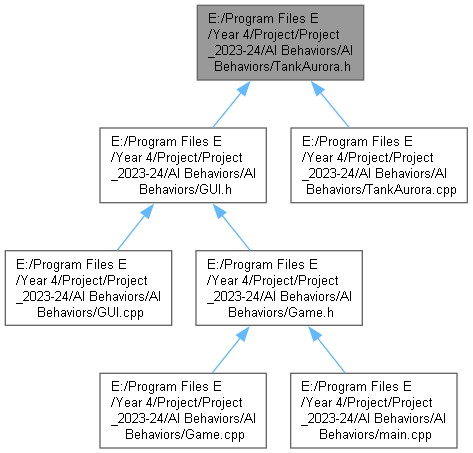 E:/Program Files E
/Year 4/Project/Project
_2023-24/AI Behaviors/AI
Behaviors/TankAurora.h
E:/Program Files E
/Year 4/Project/Project
_2023-24/AI Behaviors/AI
Behaviors/GUI.h
E:/Program Files E
/Year 4/Project/Project
_2023-24/AI Behaviors/AI
Behaviors/TankAurora.cpp
E:/Program Files E
/Year 4/Project/Project
_2023-24/AI Behaviors/AI
Behaviors/GUI.cpp
E:/Program Files E
/Year 4/Project/Project
_2023-24/AI Behaviors/AI
Behaviors/Game.h
E:/Program Files E
/Year 4/Project/Project
_2023-24/AI Behaviors/AI
Behaviors/Game.cpp
E:/Program Files E
/Year 4/Project/Project
_2023-24/AI Behaviors/AI
Behaviors/main.cpp